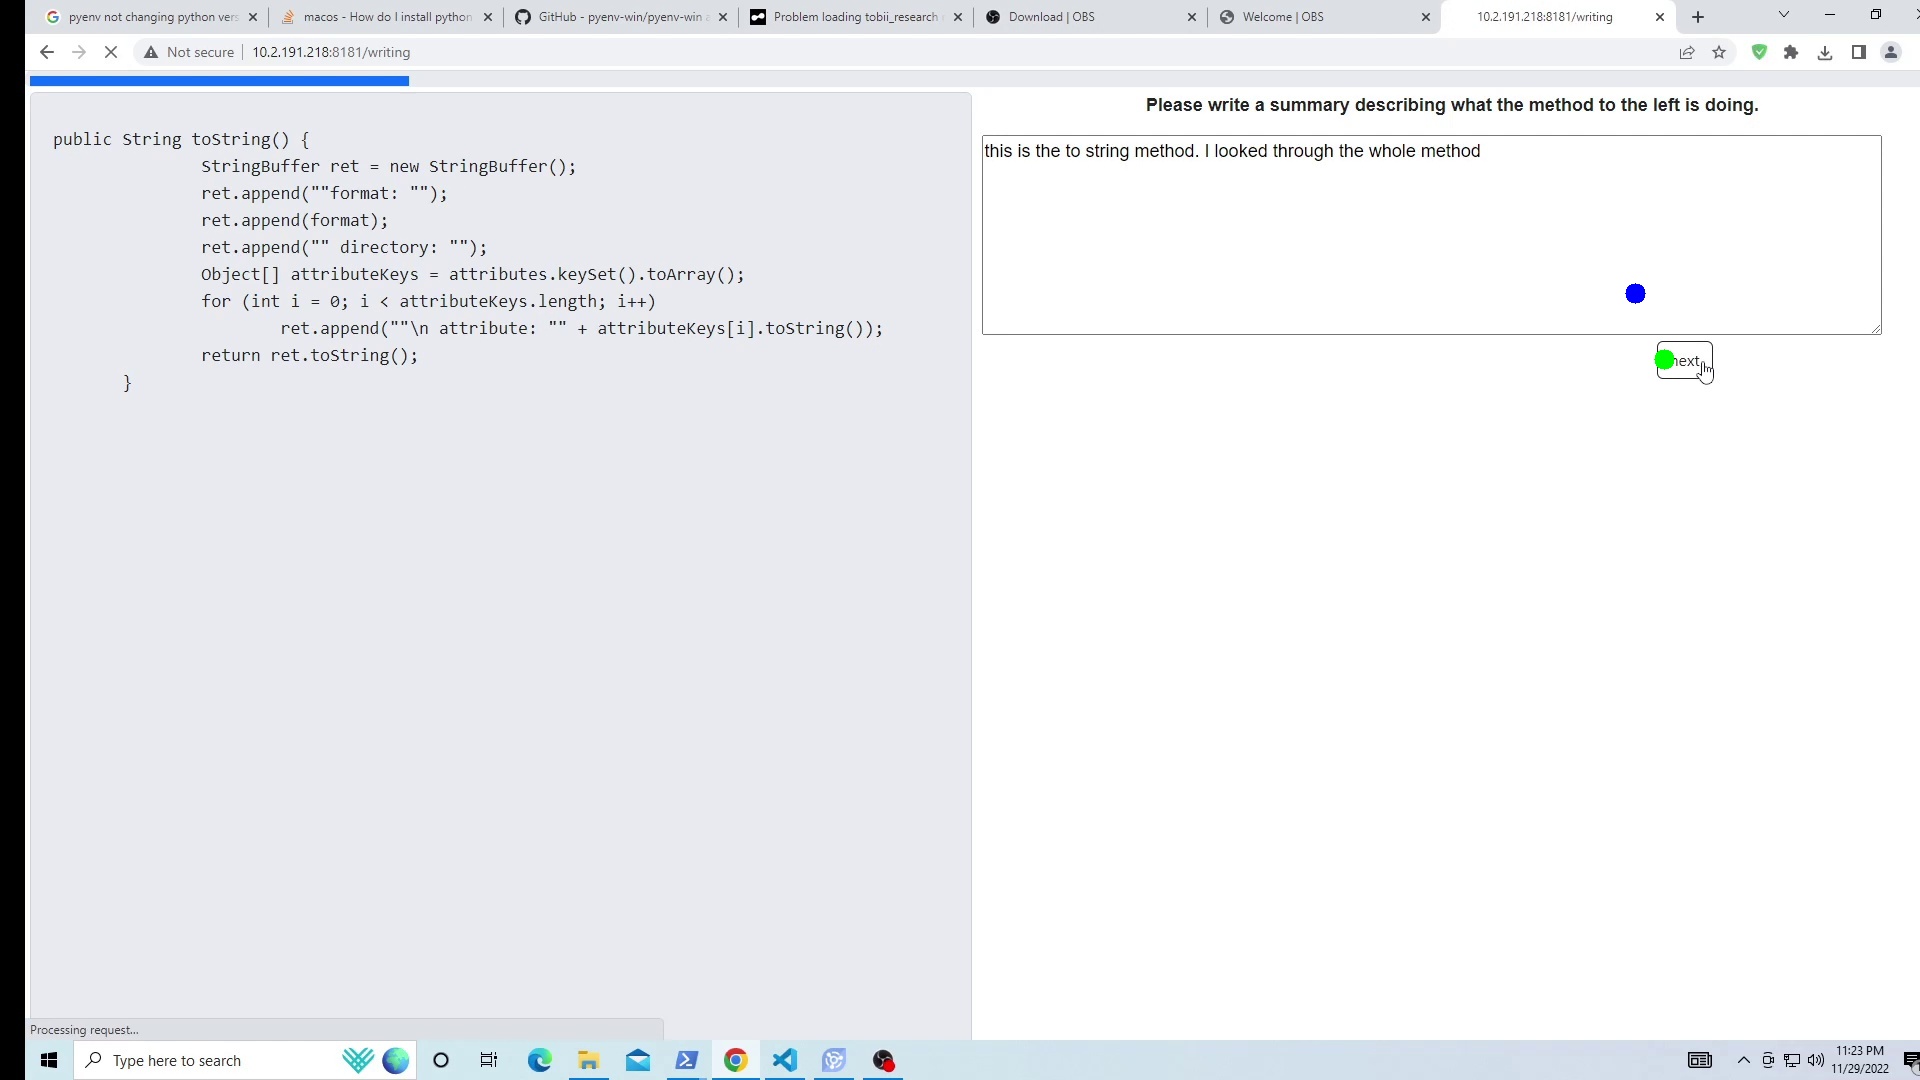 pyenv not changing python vers
macos - How do I install python
GitHub - pyenv-win/pyenv-win a
Problem loading tobii_research
Download | OBS
Welcome | OBS
10.2.191.218:8181/writing
Not secure
10.2.191.218:8181/writing
Please write a summary describing what the method to the left is doing.
public String toString() {
StringBuffer ret = new StringBuffer();
ret.append(""format: "");
ret.append(format);
ret.append("" directory: "");
Object[] attributeKeys = attributes.keySet().toArray();
for (int i = 0; i < attributeKeys.length; i++)
ret.append(""\n attribute: "" + attributeKeys[i].toString());
return ret.toString();
}
this is the to string method. I looked through the whole method
next
Processing request...
Type here to search
11:23 PM
11/29/2022